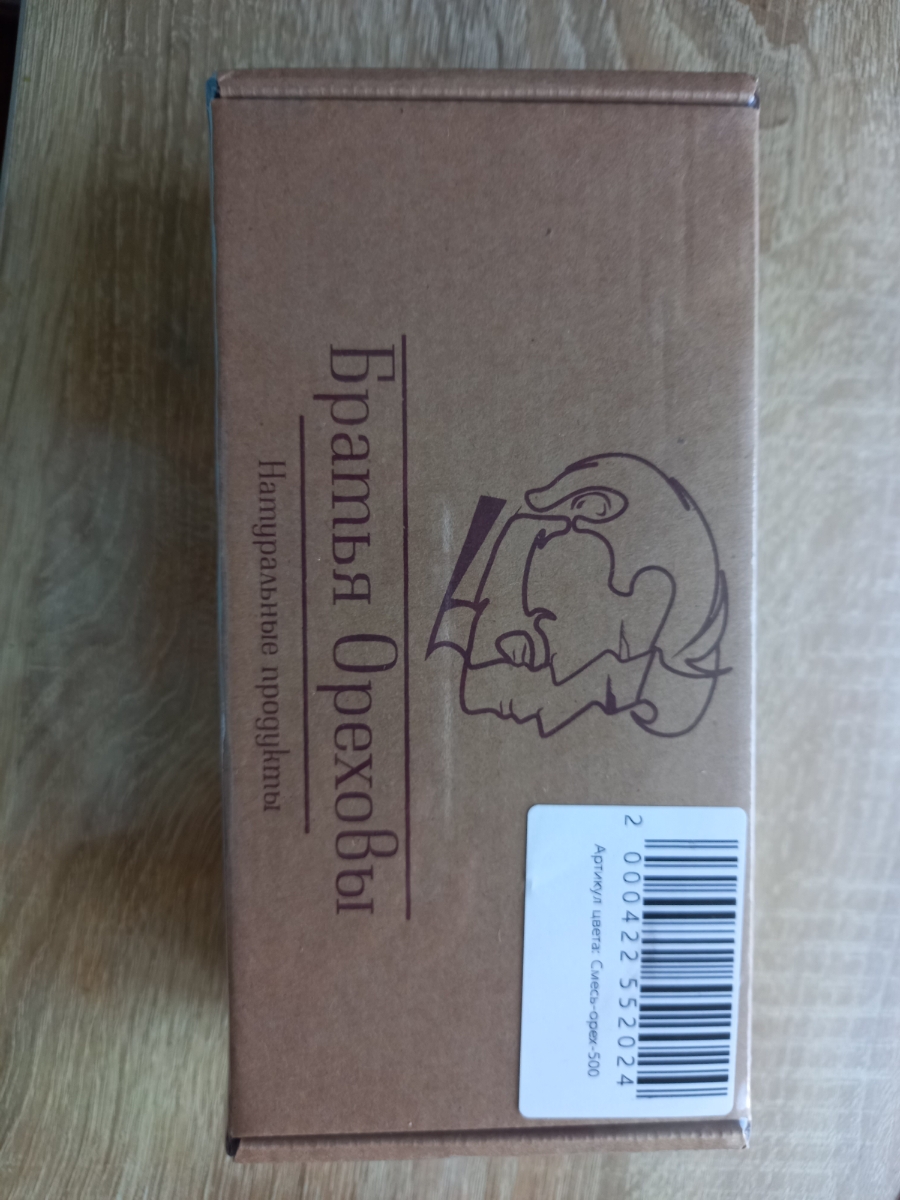 Братья Ореховы
Натуральные продукты
2 000422 552024
Артикул цвета: Смесь-орех-500